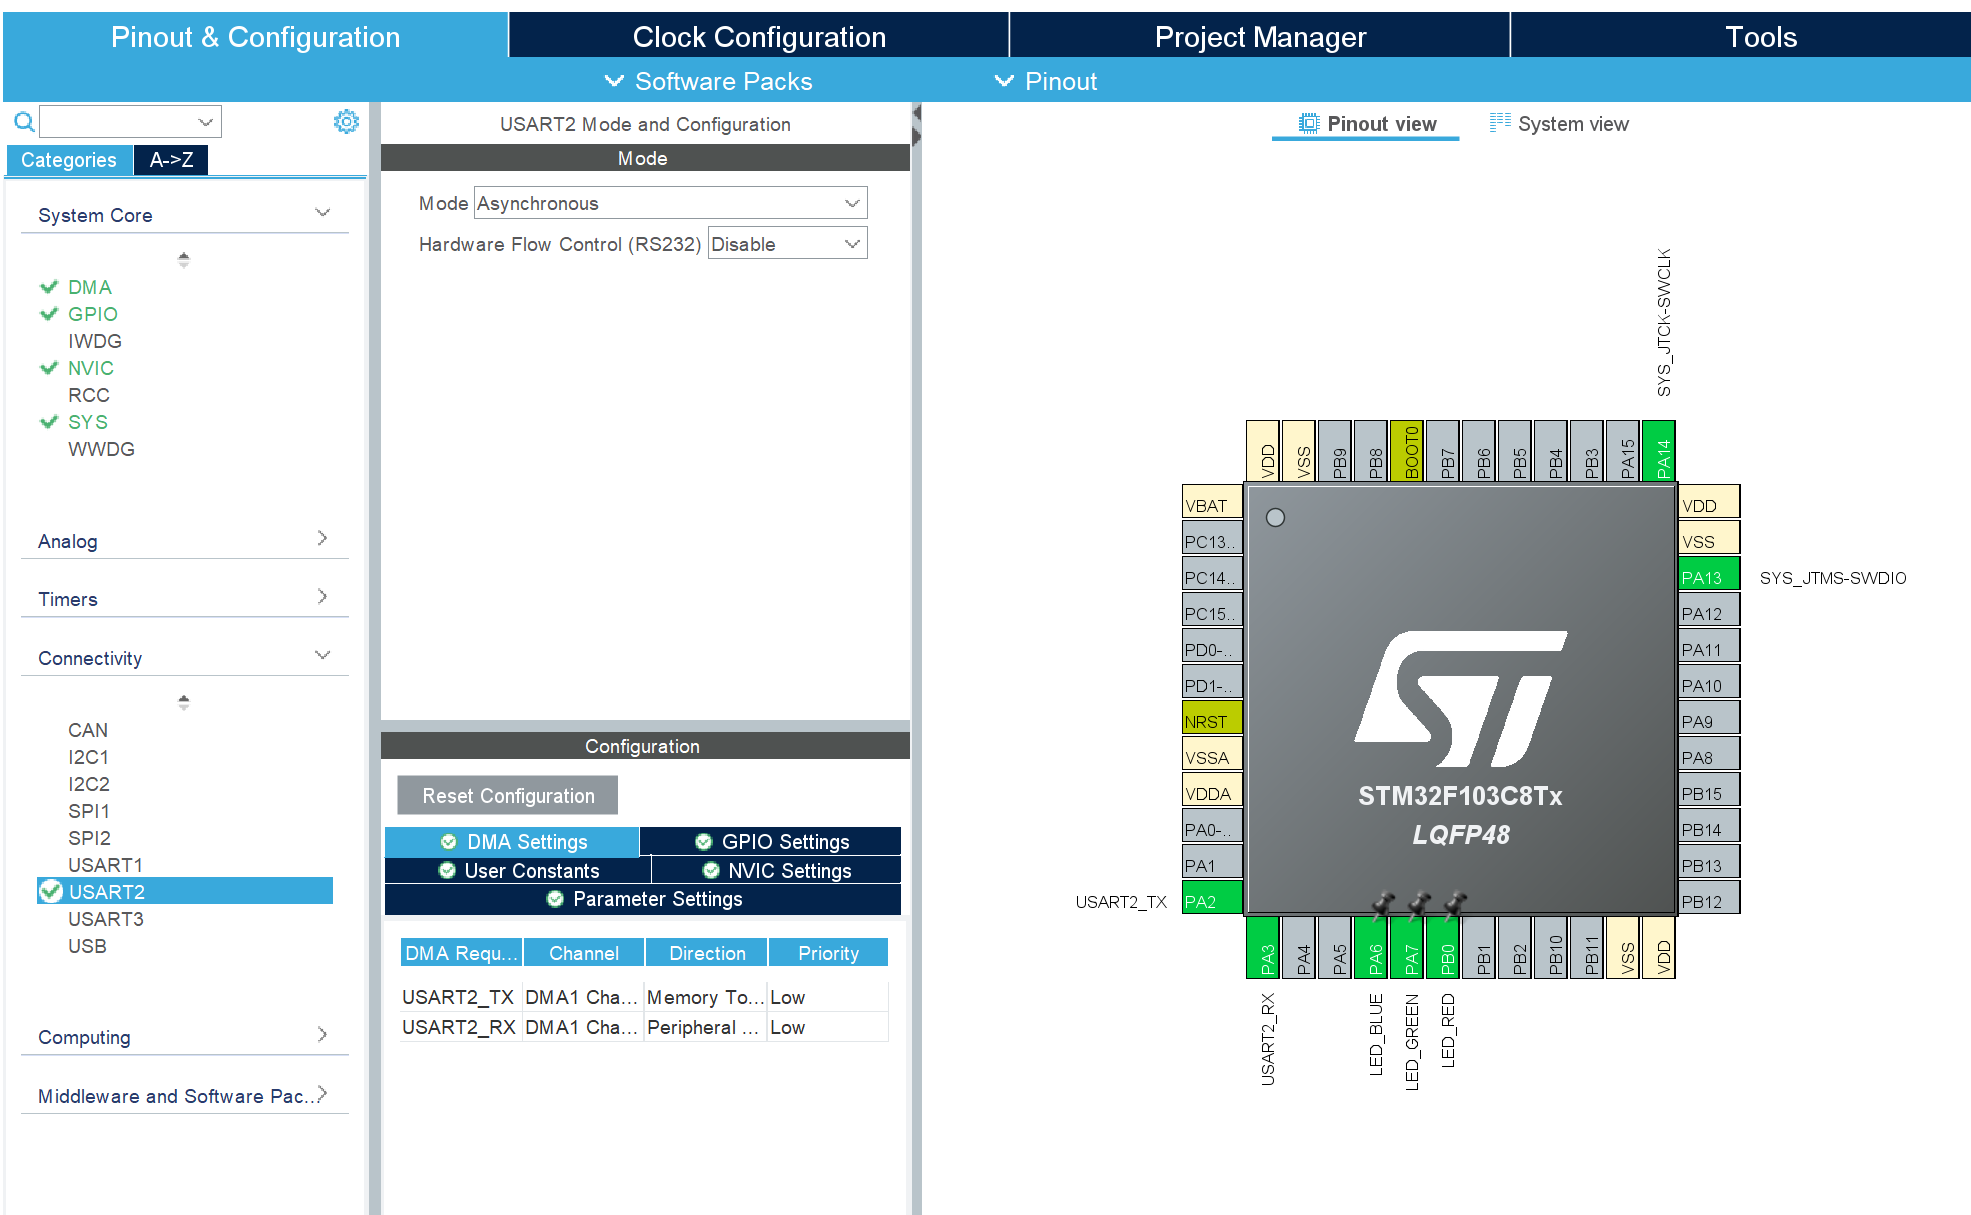 Pinout & Configuration
Clock Configuration
Project Manager
Tools
Software Packs
Pinout
Categories
A->Z
System Core
DMA
GPIO
IWDG
NVIC
RCC
SYS
WWDG
Analog
Timers
Connectivity
CAN
I2C1
I2C2
SPI1
SPI2
USART1
USART2
USART3
USB
Computing
Middleware and Software Pac...
USART2 Mode and Configuration
Mode
Mode Asynchronous
Hardware Flow Control (RS232) Disable
Configuration
Reset Configuration
DMA Settings
GPIO Settings
User Constants
NVIC Settings
Parameter Settings
DMA Requ... Channel Direction Priority
USART2_TX DMA1 Cha... Memory To... Low
USART2_RX DMA1 Cha... Peripheral ... Low
Pinout view
System view
SYS_JTCK-SWCLK
VDD
VSS
PB9
PB8
BOOT0
PB7
PB6
PB5
PB4
PB3
PA15
PA14
VBAT
PC13..
PC14..
PC15..
PD0-..
PD1-..
NRST
VSSA
VDDA
PA0-..
PA1
USART2_TX PA2
ST
STM32F103C8Tx
LQFP48
VDD
VSS
PA13 SYS_JTMS-SWDIO
PA12
PA11
PA10
PA9
PA8
PB15
PB14
PB13
PB12
PA3
PA4
PA5
PA6
PA7
PB0
PB1
PB2
PB10
PB11
VSS
VDD
USART2_RX
LED_BLUE
LED_GREEN
LED_RED